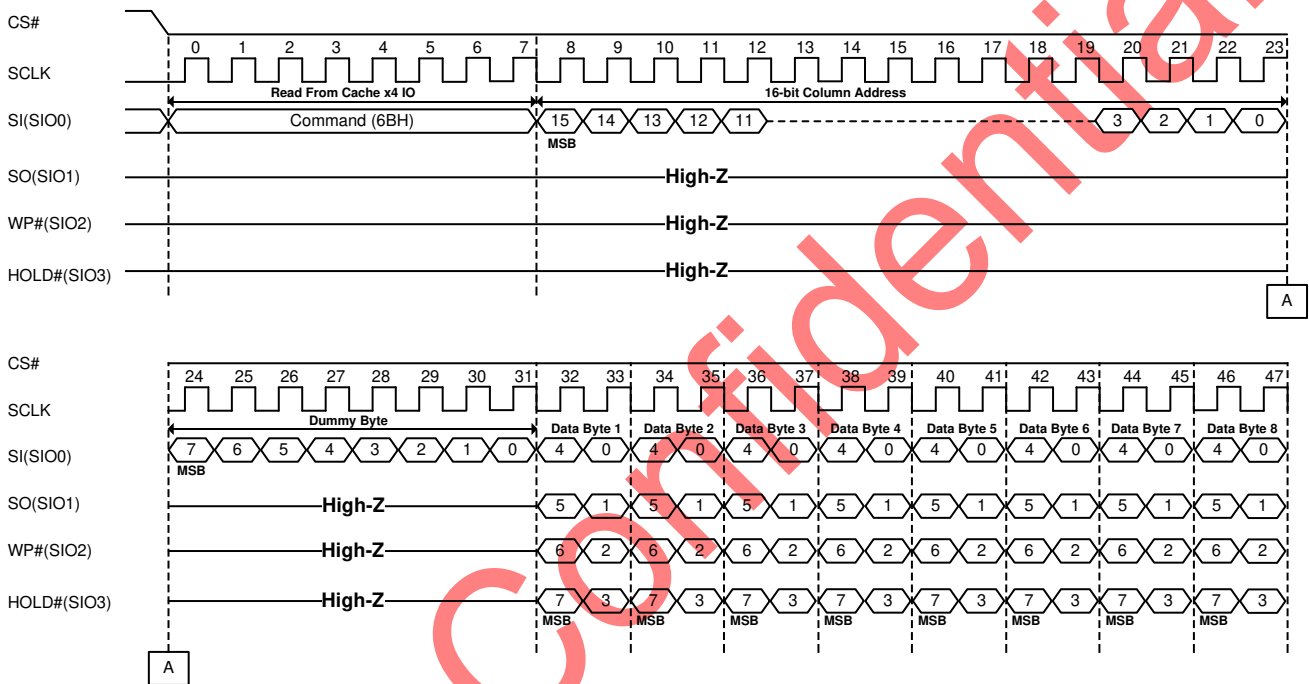 CS#
0 1 2 3 4 5 6 7 8 9 10 11 12 13 14 15 16 17 18 19 20 21 22 23
SCLK
Read From Cache x4 IO 16-bit Column Address
SI(SIO0) Command (6BH) 15 14 13 12 11 3 2 1 0
MSB
SO(SIO1) High-Z
WP#(SIO2) High-Z
HOLD#(SIO3) High-Z
A
CS#
24 25 26 27 28 29 30 31 32 33 34 35 36 37 38 39 40 41 42 43 44 45 46 47
SCLK
Dummy Byte Data Byte 1 Data Byte 2 Data Byte 3 Data Byte 4 Data Byte 5 Data Byte 6 Data Byte 7 Data Byte 8
SI(SIO0) 7 6 5 4 3 2 1 0 4 0 4 0 4 0 4 0 4 0 4 0 4 0 4 0
MSB
SO(SIO1) High-Z 5 1 5 1 5 1 5 1 5 1 5 1 5 1 5 1
WP#(SIO2) High-Z 6 2 6 2 6 2 6 2 6 2 6 2 6 2 6 2
HOLD#(SIO3) High-Z 7 3 7 3 7 3 7 3 7 3 7 3 7 3 7 3
MSB MSB MSB MSB MSB MSB MSB MSB
A
Confidential